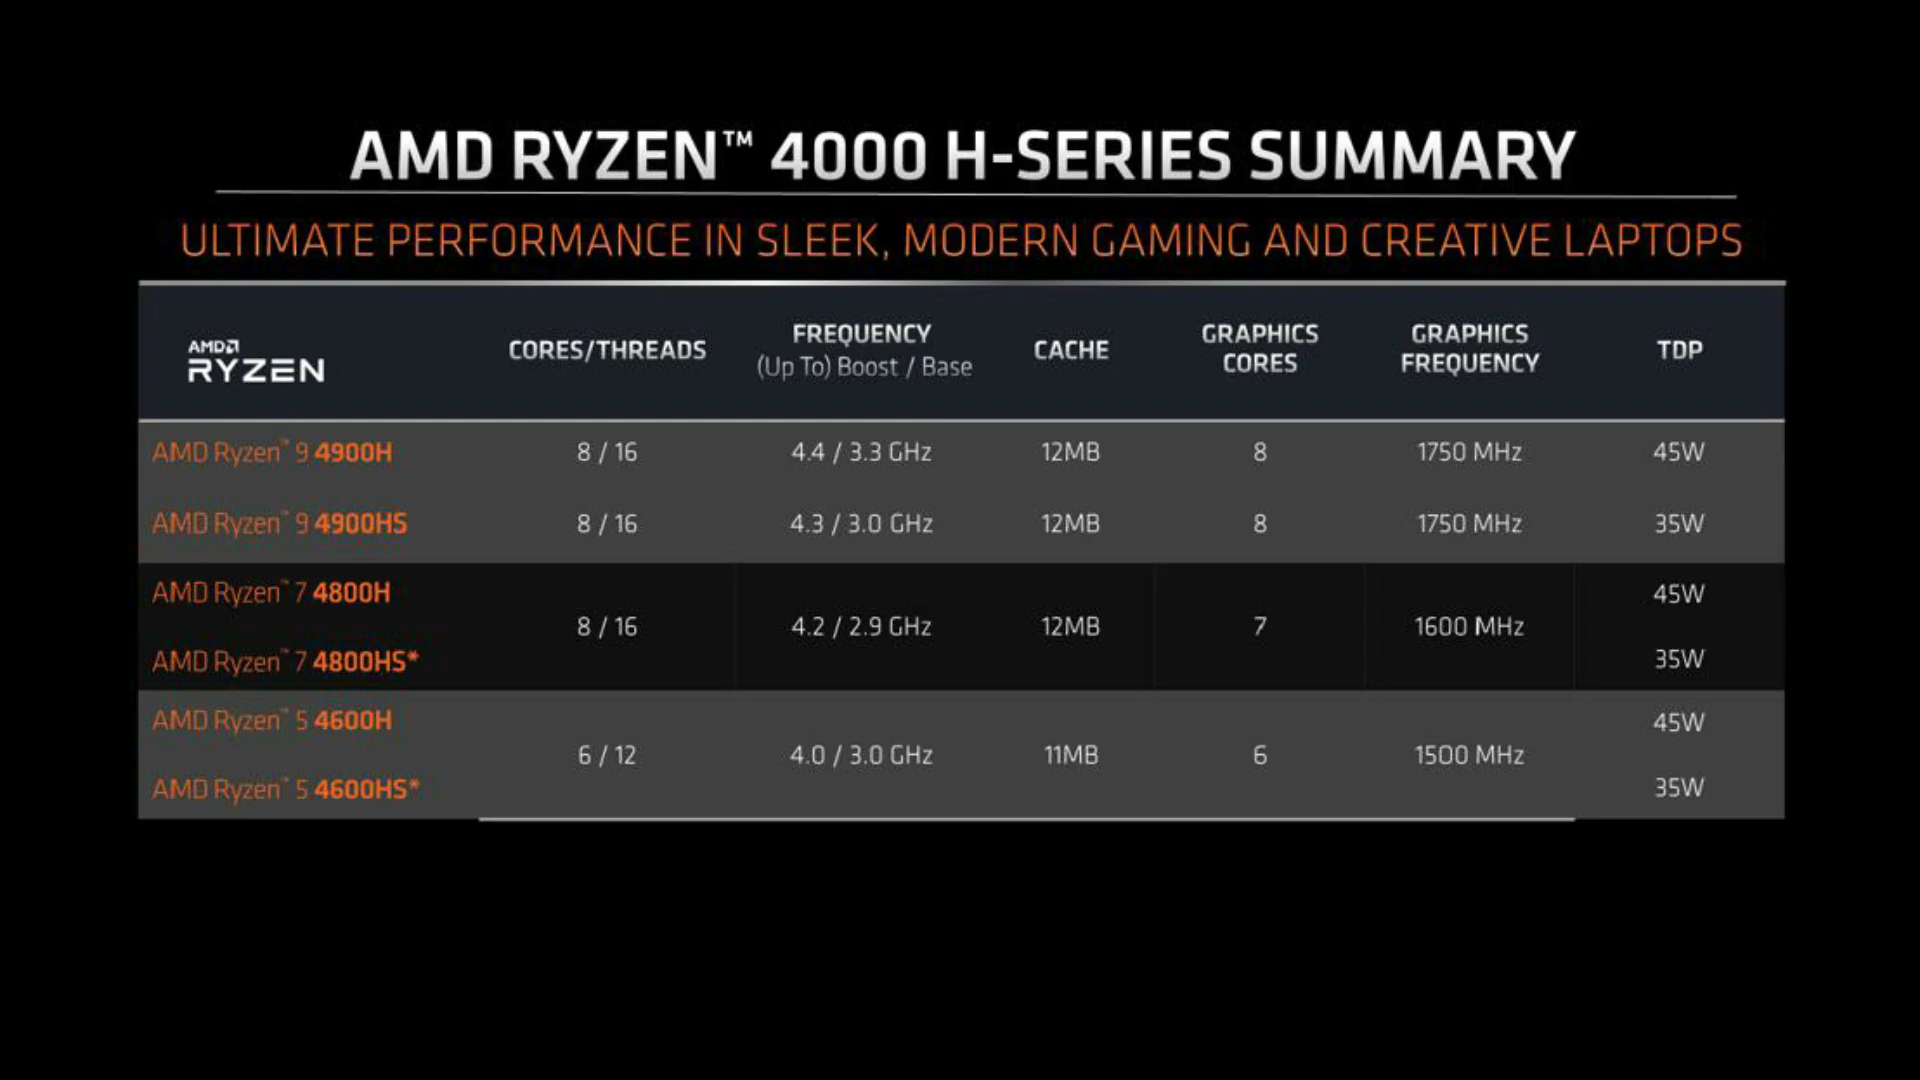 AMD RYZEN™ 4000 H-SERIES SUMMARY
ULTIMATE PERFORMANCE IN SLEEK, MODERN GAMING AND CREATIVE LAPTOPS
AMD RYZEN CORES/THREADS FREQUENCY (Up To) Boost / Base CACHE GRAPHICS CORES GRAPHICS FREQUENCY TDP
AMD Ryzen™ 9 4900H 8 / 16 4.4 / 3.3 GHz 12MB 8 1750 MHz 45W
AMD Ryzen™ 9 4900HS 8 / 16 4.3 / 3.0 GHz 12MB 8 1750 MHz 35W
AMD Ryzen™ 7 4800H 45W
8 / 16 4.2 / 2.9 GHz 12MB 7 1600 MHz
AMD Ryzen™ 7 4800HS* 35W
AMD Ryzen™ 5 4600H 45W
6 / 12 4.0 / 3.0 GHz 11MB 6 1500 MHz
AMD Ryzen™ 5 4600HS* 35W